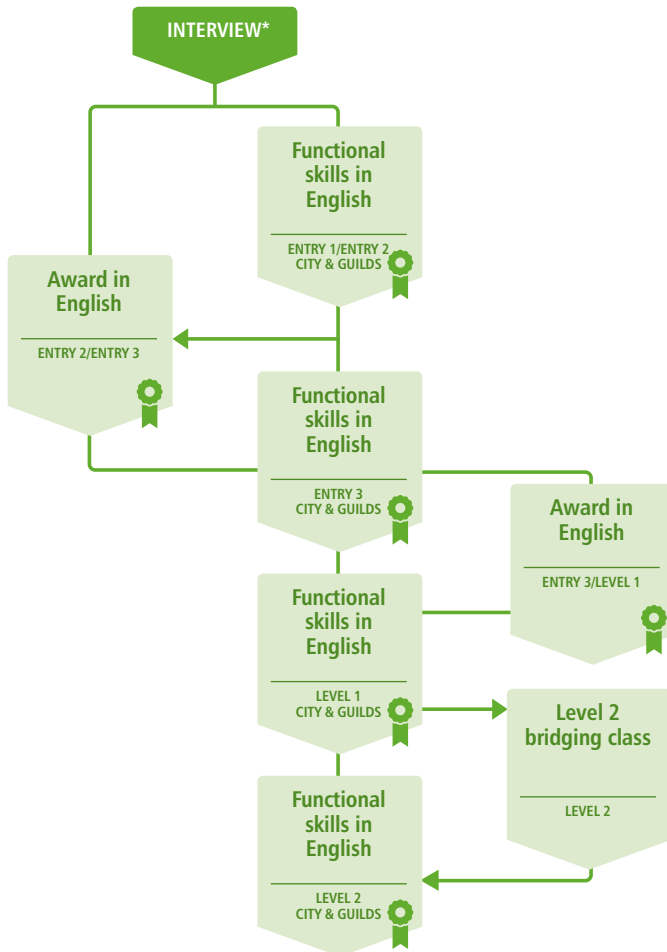 INTERVIEW*
Functional
skills in
English
ENTRY 1/ENTRY 2
CITY & GUILDS
Award in
English
ENTRY 2/ENTRY 3
Functional
skills in
English
ENTRY 3
CITY & GUILDS
Award in
English
ENTRY 3/LEVEL 1
Functional
skills in
English
LEVEL 1
CITY & GUILDS
Level 2
bridging class
LEVEL 2
Functional
skills in
English
LEVEL 2
CITY & GUILDS